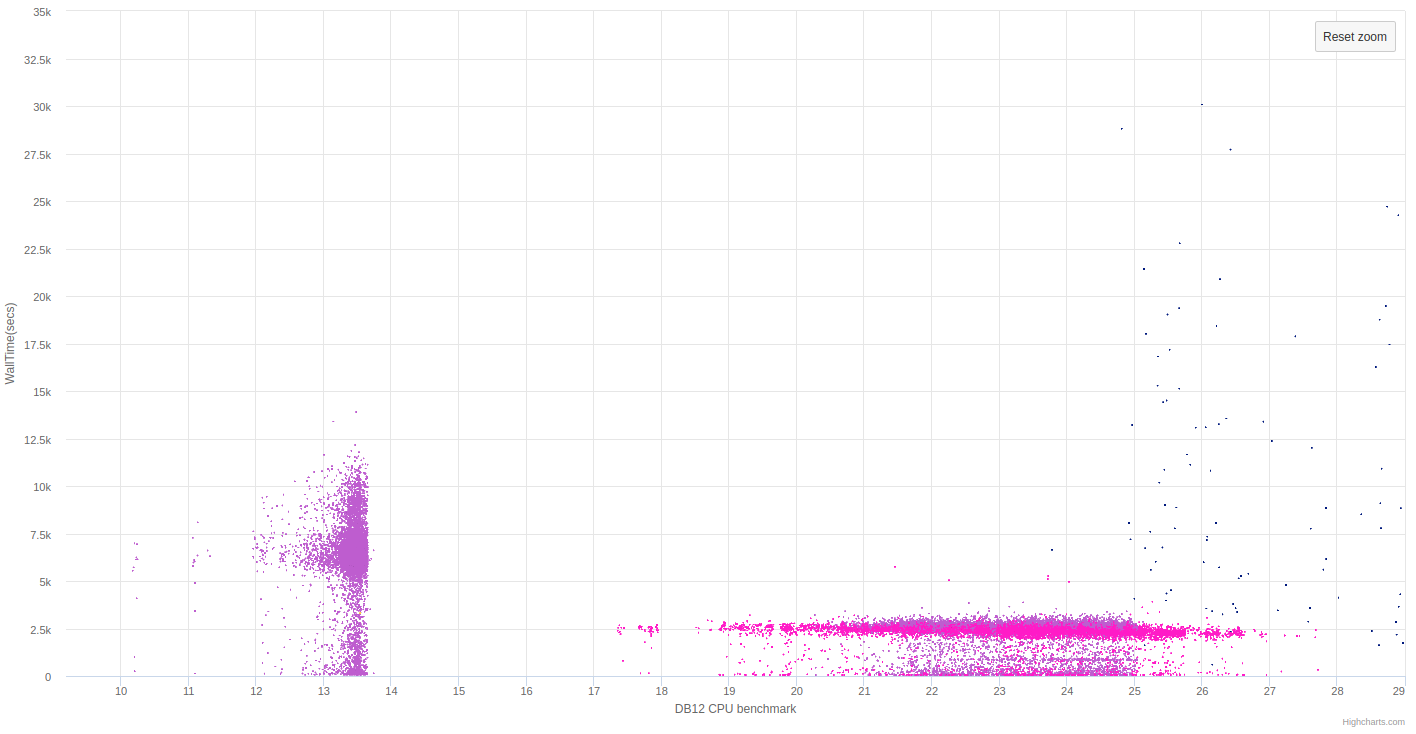 35k
Reset zoom
32.5k
30k
27.5k
25k
22.5k
20k
17.5k
15k
12.5k
10k
7.5k
5k
2.5k
0
WallTime(secs)
10 11 12 13 14 15 16 17 18 19 20 21 22 23 24 25 26 27 28 29
DB12 CPU benchmark
Highcharts.com